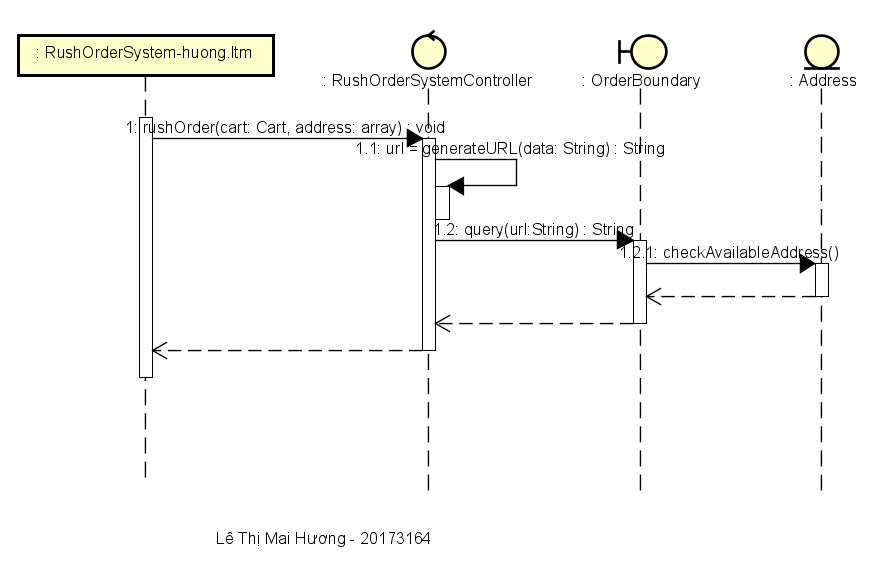 : RushOrderSystem-huong.ltm
: RushOrderSystemController
: OrderBoundary
: Address
1: rushOrder(cart: Cart, address: array) : void
1.1: url = generateURL(data: String) : String
1.2: query(url:String) : String
1.2.1: checkAvailableAddress()
Lê Thị Mai Hương - 20173164